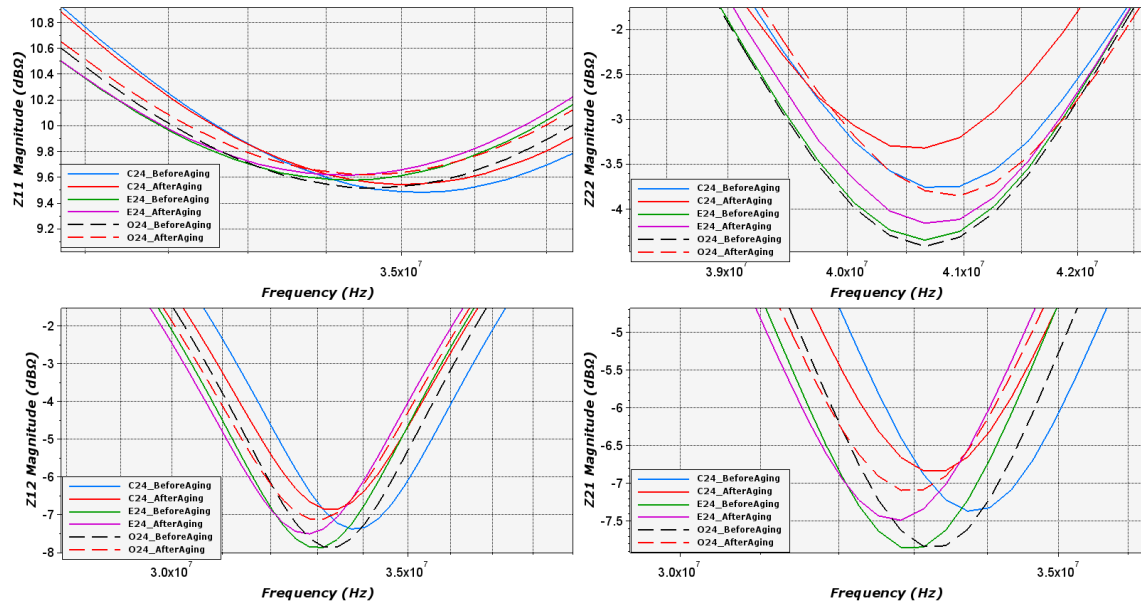 Z11 Magnitude (dBΩ)
10.8
10.6
10.4
10.2
10
9.8
9.6
9.4
9.2
C24_BeforeAging
C24_AfterAging
E24_BeforeAging
E24_AfterAging
O24_BeforeAging
O24_AfterAging
3.5x10⁷
Frequency (Hz)
Z22 Magnitude (dBΩ)
-2
-2.5
-3
-3.5
-4
C24_BeforeAging
C24_AfterAging
E24_BeforeAging
E24_AfterAging
O24_BeforeAging
O24_AfterAging
3.9x10⁷ 4.0x10⁷ 4.1x10⁷ 4.2x10⁷
Frequency (Hz)
Z12 Magnitude (dBΩ)
-2
-3
-4
-5
-6
-7
-8
C24_BeforeAging
C24_AfterAging
E24_BeforeAging
E24_AfterAging
O24_BeforeAging
O24_AfterAging
3.0x10⁷ 3.5x10⁷
Frequency (Hz)
Z21 Magnitude (dBΩ)
-5
-5.5
-6
-6.5
-7
-7.5
C24_BeforeAging
C24_AfterAging
E24_BeforeAging
E24_AfterAging
O24_BeforeAging
O24_AfterAging
3.0x10⁷ 3.5x10⁷
Frequency (Hz)